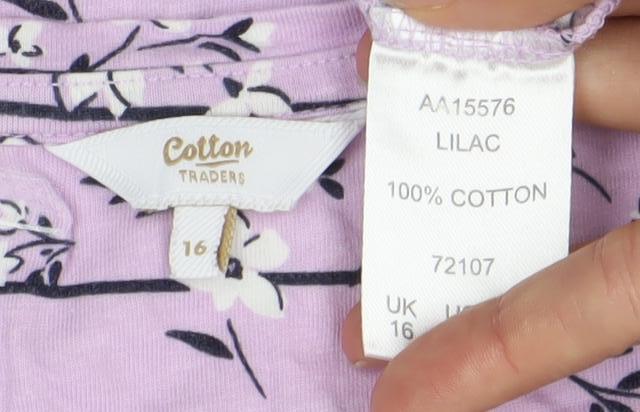 Cotton
TRADERS
16
AA15576
LILAC
100% COTTON
72107
UK
16